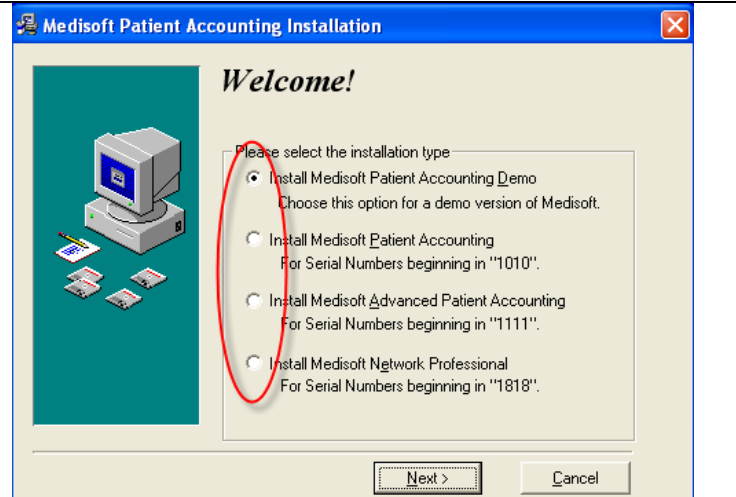 Medisoft Patient Accounting Installation
Welcome!
Please select the installation type
Install Medisoft Patient Accounting Demo
Choose this option for a demo version of Medisoft.
Install Medisoft Patient Accounting
For Serial Numbers beginning in "1010".
Install Medisoft Advanced Patient Accounting
For Serial Numbers beginning in "1111".
Install Medisoft Network Professional
For Serial Numbers beginning in "1818".
Next >
Cancel